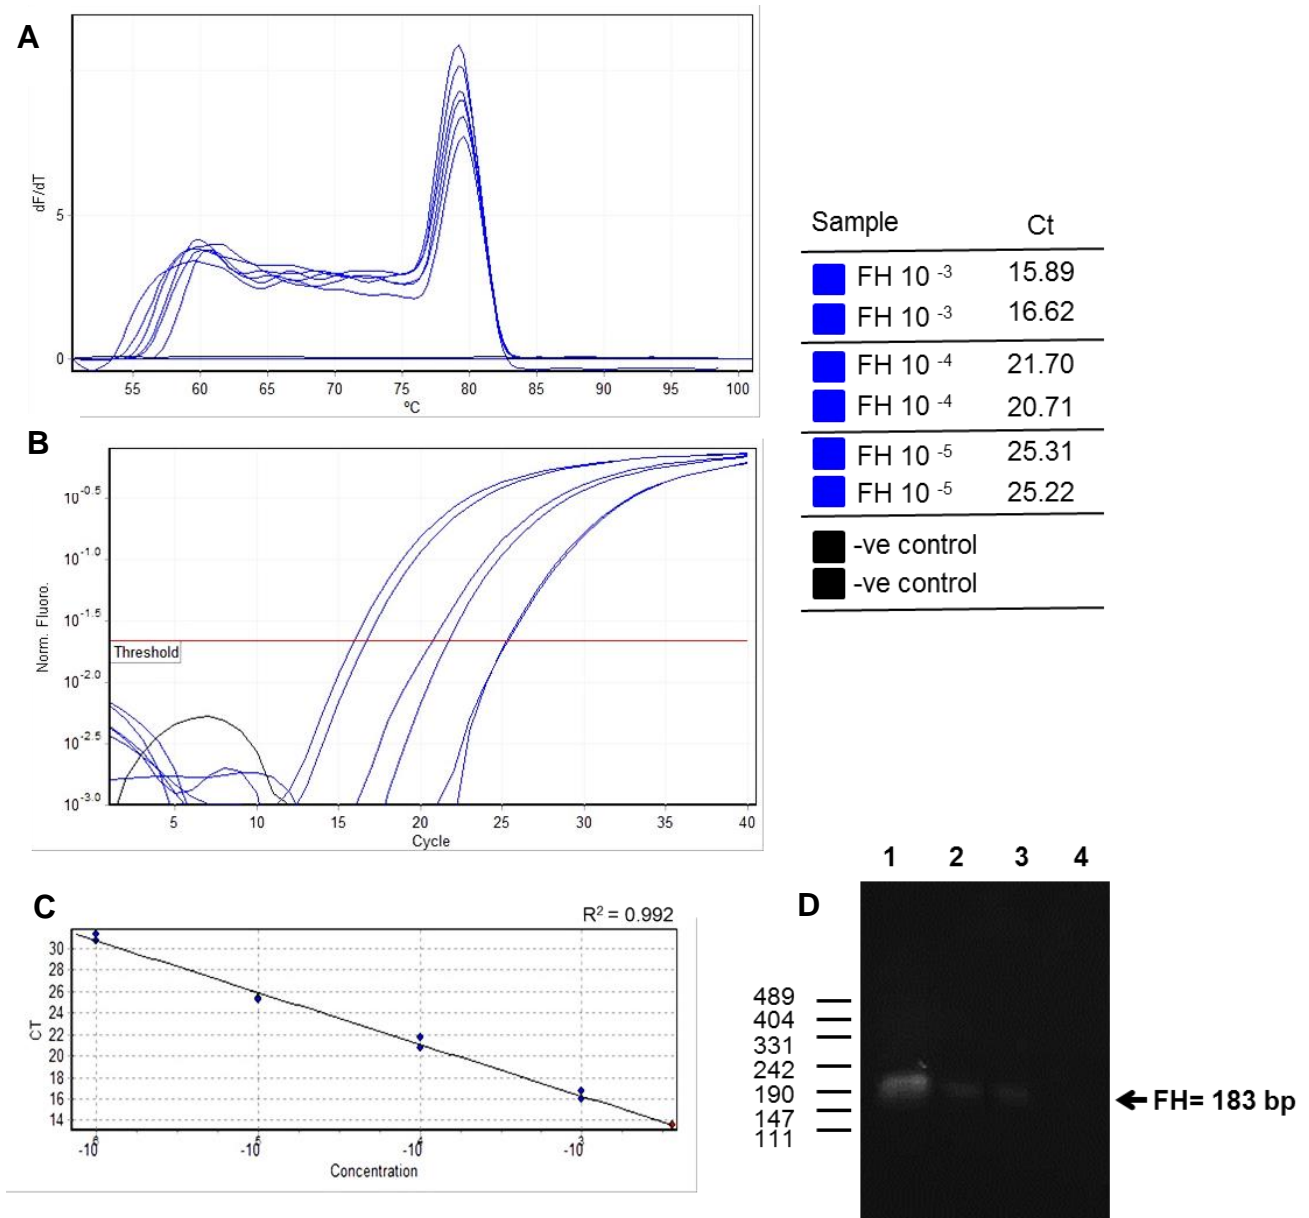 A
dF/dT
5
0
55 60 65 70 75 80 85 90 95 100
ºC
Sample Ct
FH 10 -3 15.89
FH 10 -3 16.62
FH 10 -4 21.70
FH 10 -4 20.71
FH 10 -5 25.31
FH 10 -5 25.22
-ve control
-ve control
B
Norm. Fluoro.
10-0.5
10-1.0
10-1.5
Threshold
10-2.0
10-2.5
10-3.0
5 10 15 20 25 30 35 40
Cycle
C
R2 = 0.992
CT
30
28
26
24
22
20
18
16
14
-10 -10 -10 -10
Concentration
D
1 2 3 4
489
404
331
242
190
147
111
FH= 183 bp